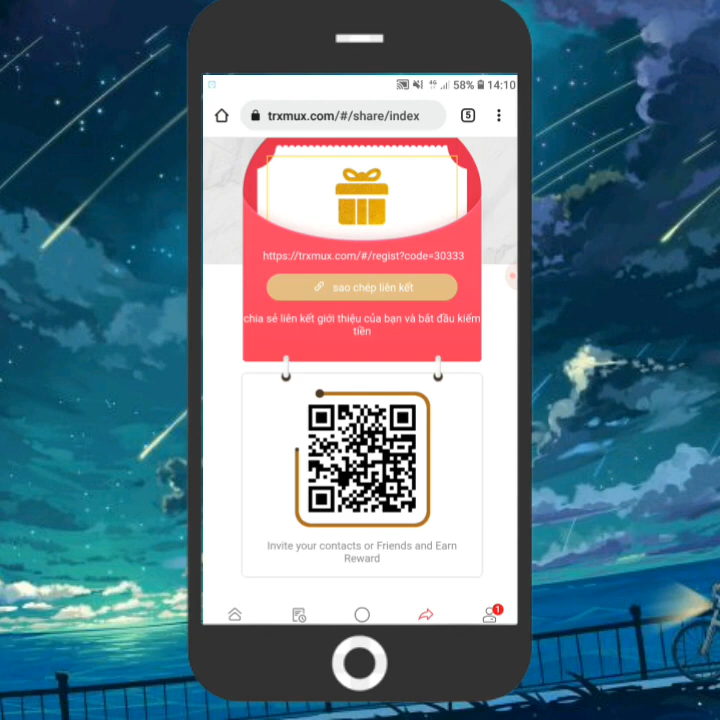 4G 58% 14:10
trxmux.com/#/share/index
5
https://trxmux.com/#/regist?code=30333
sao chép liên kết
chia sẻ liên kết giới thiệu của bạn và bắt đầu kiếm
tiền
Invite your contacts or Friends and Earn
Reward
1